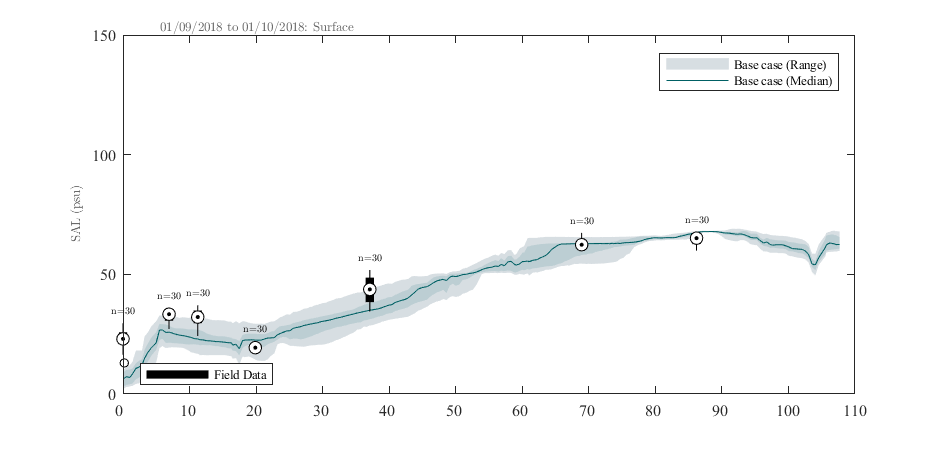 01/09/2018 to 01/10/2018: Surface
150
Base case (Range)
Base case (Median)
100
SAL (psu)
n=30
n=30
n=30
50
n=30
n=30
n=30
n=30
Field Data
0
0
10
20
30
40
50
60
70
80
90
100
110